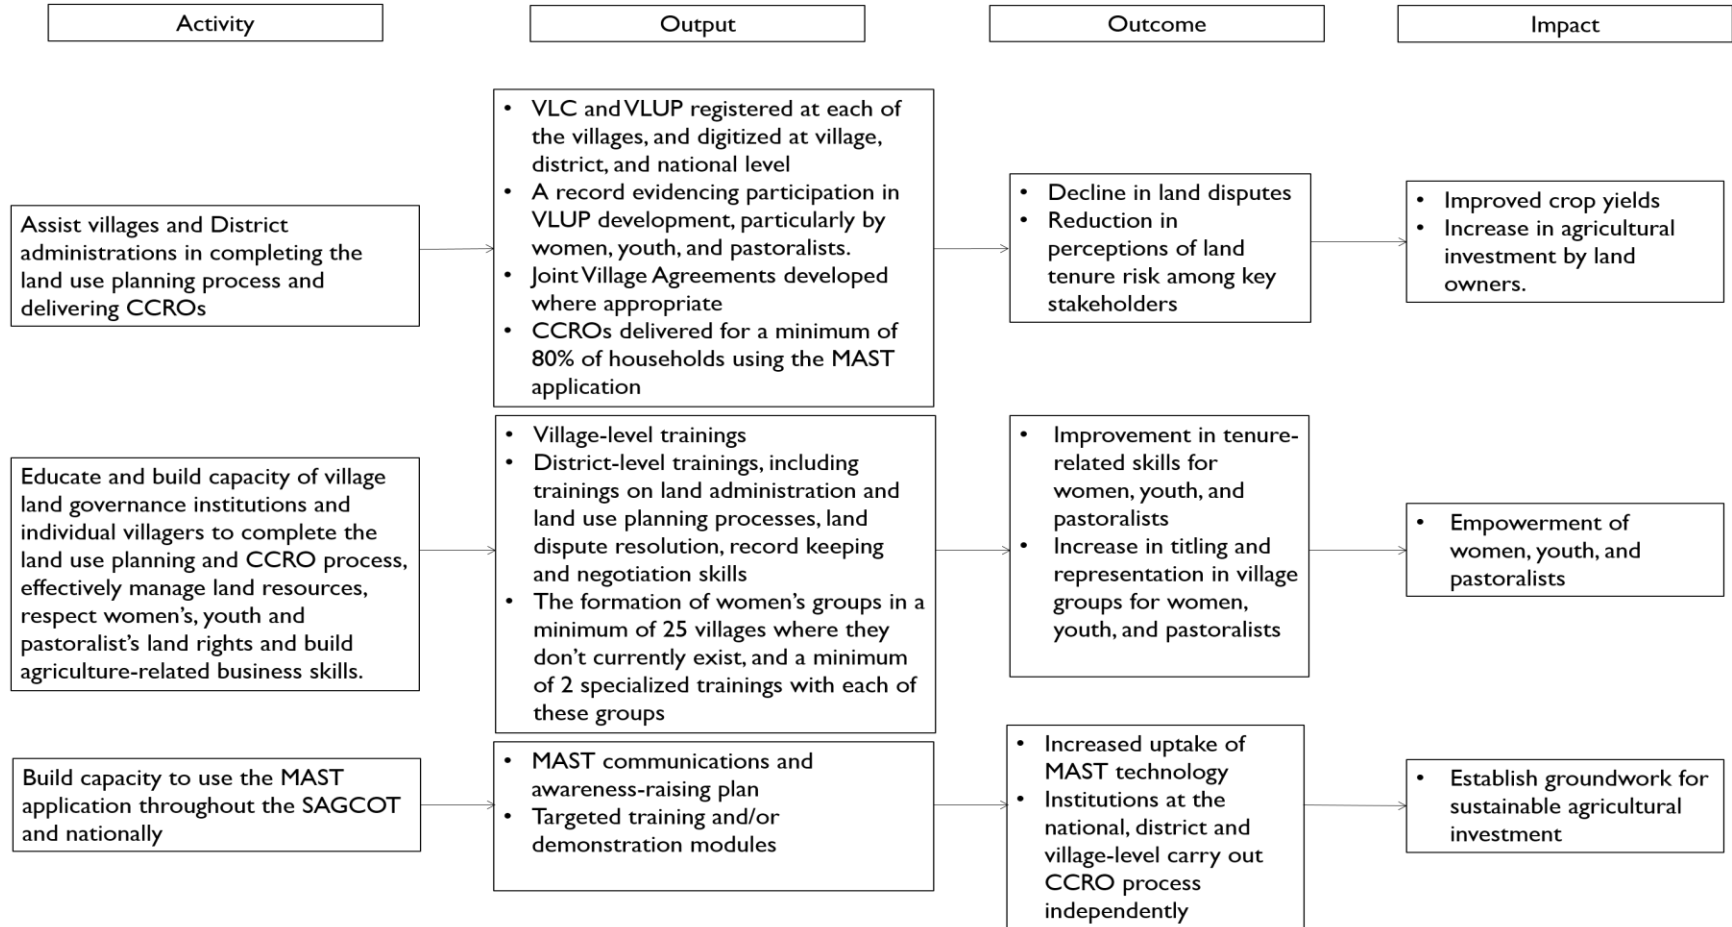 Activity
Output
Outcome
Impact
Assist villages and District
administrations in completing the
land use planning process and
delivering CCROs
• VLC and VLUP registered at each of
the villages, and digitized at village,
district, and national level
• A record evidencing participation in
VLUP development, particularly by
women, youth, and pastoralists.
• Joint Village Agreements developed
where appropriate
• CCROs delivered for a minimum of
80% of households using the MAST
application
• Decline in land disputes
• Reduction in
perceptions of land
tenure risk among key
stakeholders
• Improved crop yields
• Increase in agricultural
investment by land
owners.
Educate and build capacity of village
land governance institutions and
individual villagers to complete the
land use planning and CCRO process,
effectively manage land resources,
respect women's, youth and
pastoralist's land rights and build
agriculture-related business skills.
• Village-level trainings
• District-level trainings, including
trainings on land administration and
land use planning processes, land
dispute resolution, record keeping
and negotiation skills
• The formation of women's groups in a
minimum of 25 villages where they
don't currently exist, and a minimum
of 2 specialized trainings with each of
these groups
• Improvement in tenure-
related skills for
women, youth, and
pastoralists
• Increase in titling and
representation in village
groups for women,
youth, and pastoralists
• Empowerment of
women, youth, and
pastoralists
Build capacity to use the MAST
application throughout the SAGCOT
and nationally
• MAST communications and
awareness-raising plan
• Targeted training and/or
demonstration modules
• Increased uptake of
MAST technology
• Institutions at the
national, district and
village-level carry out
CCRO process
independently
• Establish groundwork for
sustainable agricultural
investment